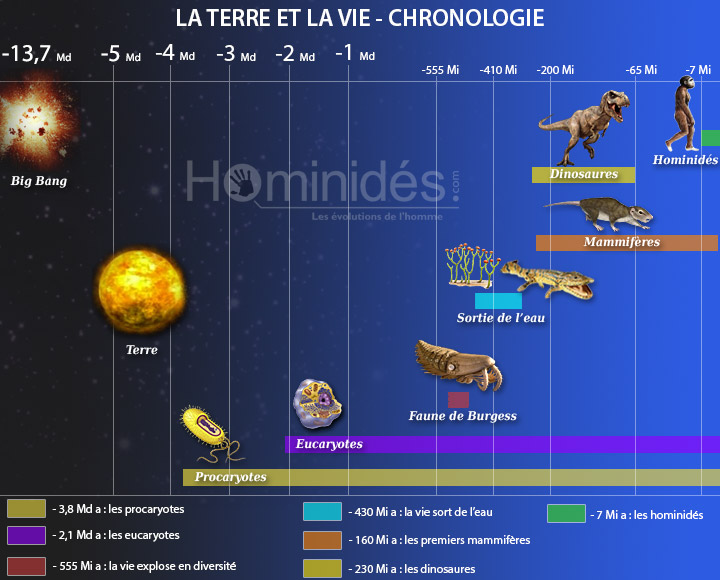 LA TERRE ET LA VIE - CHRONOLOGIE
-13,7 Md -5 Md -4 Md -3 Md -2 Md -1 Md -555 Mi -410 Mi -200 Mi -65 Mi -7 Mi
Big Bang
Hominidés.com
Les évolutions de l'homme
Hominidés
Dinosaures
Mammifères
Sortie de l'eau
Terre
Faune de Burgess
Eucaryotes
Procaryotes
- 3,8 Md a : les procaryotes
- 2,1 Md a : les eucaryotes
- 555 Mi a : la vie explose en diversité
- 430 Mi a : la vie sort de l'eau
- 160 Mi a : les premiers mammifères
- 230 Mi a : les dinosaures
- 7 Mi a : les hominidés